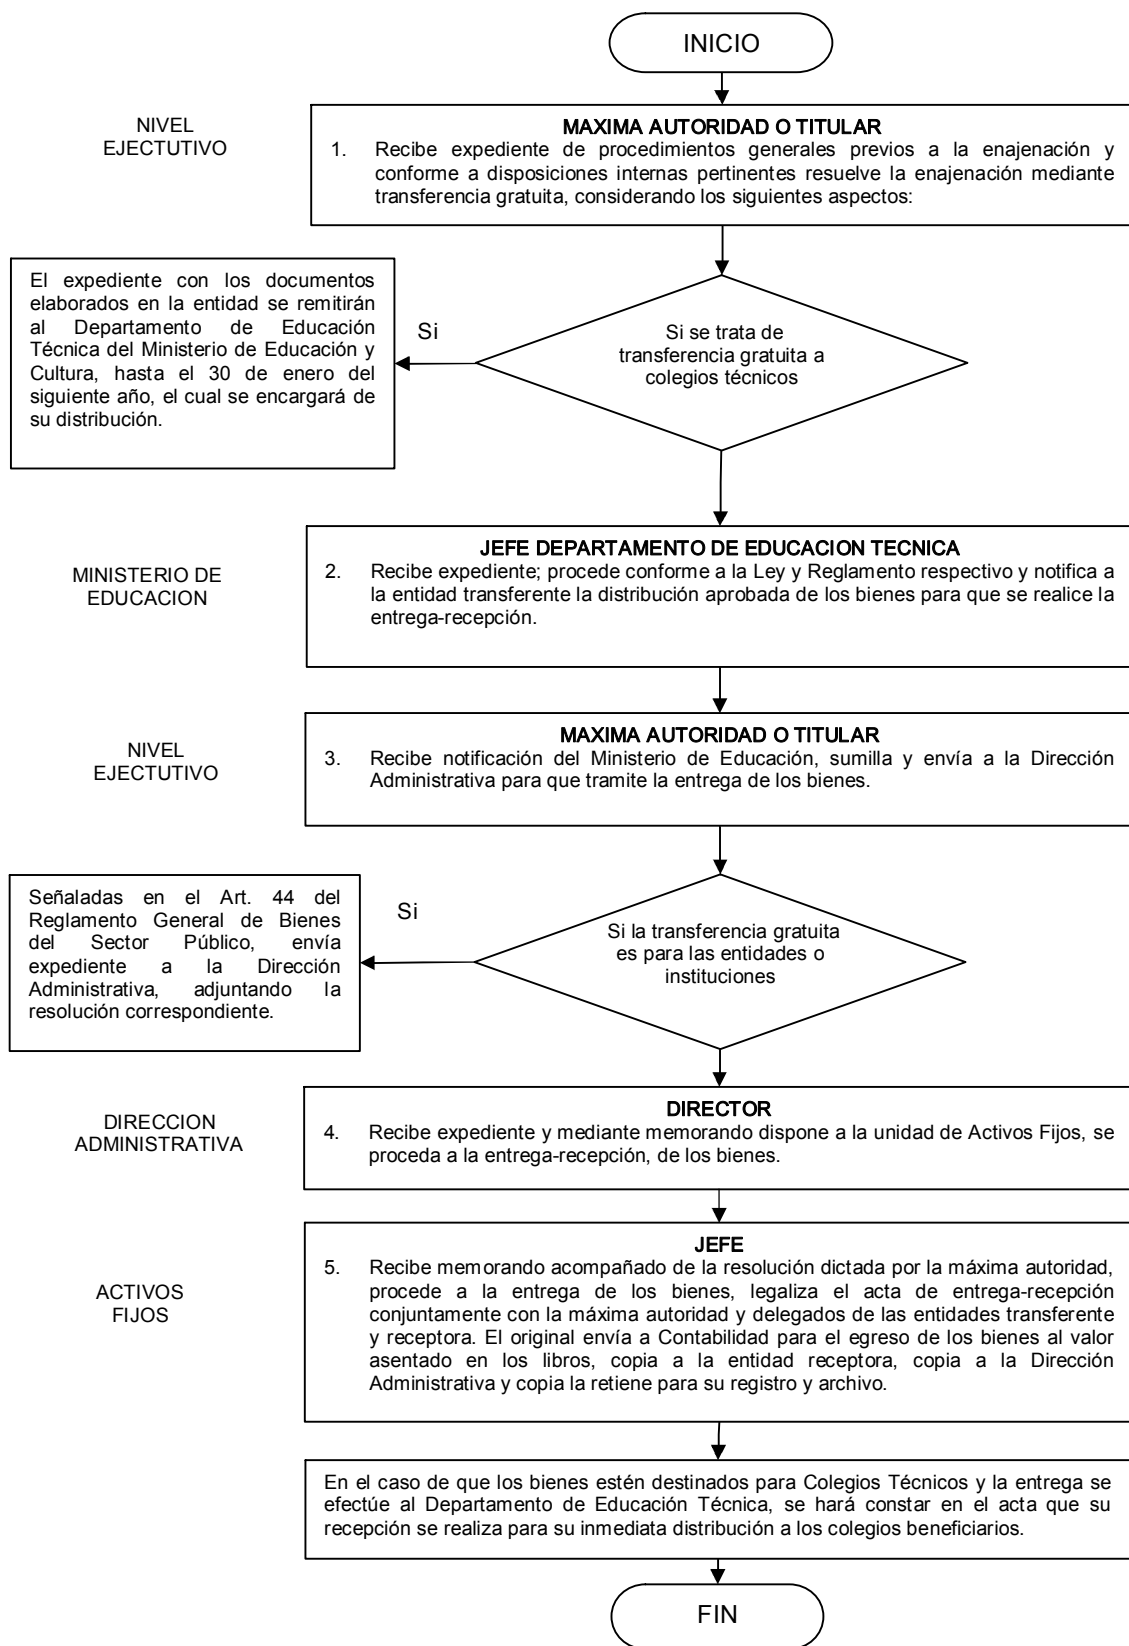 INICIO
NIVEL
EJECTUTIVO
MAXIMA AUTORIDAD O TITULAR
1. Recibe expediente de procedimientos generales previos a la enajenación y
conforme a disposiciones internas pertinentes resuelve la enajenación mediante
transferencia gratuita, considerando los siguientes aspectos:
El expediente con los documentos
elaborados en la entidad se remitirán
al Departamento de Educación
Técnica del Ministerio de Educación y
Cultura, hasta el 30 de enero del
siguiente año, el cual se encargará de
su distribución.
Si
Si se trata de
transferencia gratuita a
colegios técnicos
MINISTERIO DE
EDUCACION
JEFE DEPARTAMENTO DE EDUCACION TECNICA
2. Recibe expediente; procede conforme a la Ley y Reglamento respectivo y notifica a
la entidad transferente la distribución aprobada de los bienes para que se realice la
entrega-recepción.
NIVEL
EJECTUTIVO
MAXIMA AUTORIDAD O TITULAR
3. Recibe notificación del Ministerio de Educación, sumilla y envía a la Dirección
Administrativa para que tramite la entrega de los bienes.
Señaladas en el Art. 44 del
Reglamento General de Bienes
del Sector Público, envía
expediente a la Dirección
Administrativa, adjuntando la
resolución correspondiente.
Si
Si la transferencia gratuita
es para las entidades o
instituciones
DIRECCION
ADMINISTRATIVA
DIRECTOR
4. Recibe expediente y mediante memorando dispone a la unidad de Activos Fijos, se
proceda a la entrega-recepción, de los bienes.
ACTIVOS
FIJOS
JEFE
5. Recibe memorando acompañado de la resolución dictada por la máxima autoridad,
procede a la entrega de los bienes, legaliza el acta de entrega-recepción
conjuntamente con la máxima autoridad y delegados de las entidades transferente
y receptora. El original envía a Contabilidad para el egreso de los bienes al valor
asentado en los libros, copia a la entidad receptora, copia a la Dirección
Administrativa y copia la retiene para su registro y archivo.
En el caso de que los bienes estén destinados para Colegios Técnicos y la entrega se
efectúe al Departamento de Educación Técnica, se hará constar en el acta que su
recepción se realiza para su inmediata distribución a los colegios beneficiarios.
FIN